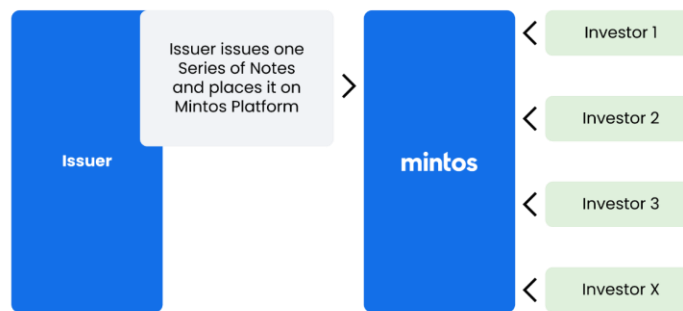 Issuer
Issuer issues one
Series of Notes
and places it on
Mintos Platform
mintos
Investor 1
Investor 2
Investor 3
Investor X